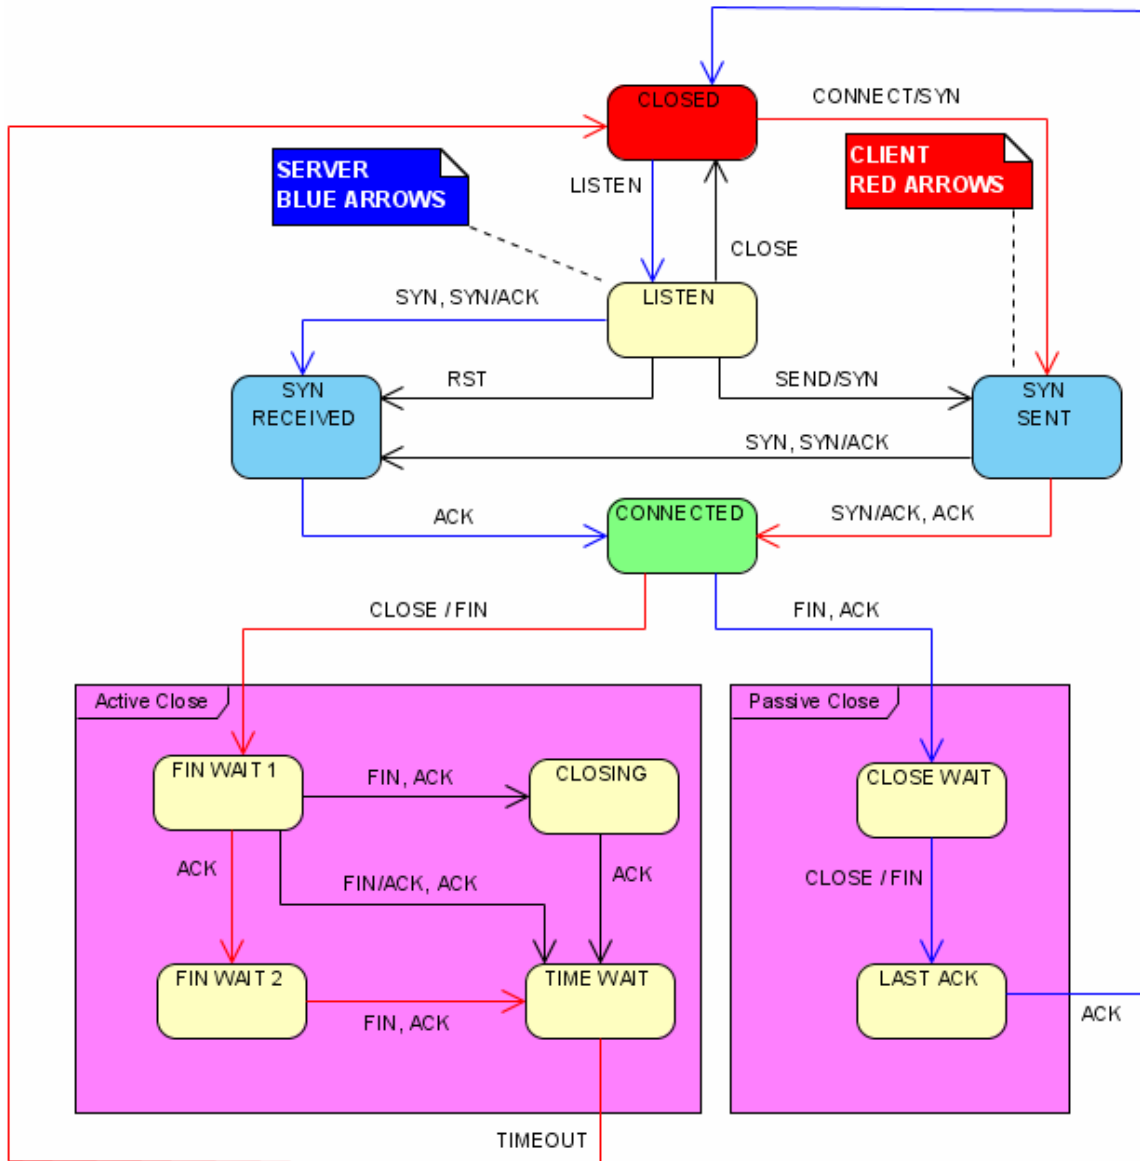 CLOSED
CONNECT/SYN
SERVER
BLUE ARROWS
CLIENT
RED ARROWS
LISTEN
CLOSE
LISTEN
SYN, SYN/ACK
RST
SEND/SYN
SYN
RECEIVED
SYN
SENT
SYN, SYN/ACK
ACK
CONNECTED
SYN/ACK, ACK
CLOSE / FIN
FIN, ACK
Active Close
Passive Close
FIN WAIT 1
FIN, ACK
CLOSING
CLOSE WAIT
ACK
FIN/ACK, ACK
ACK
CLOSE / FIN
FIN WAIT 2
TIME WAIT
LAST ACK
FIN, ACK
ACK
TIMEOUT